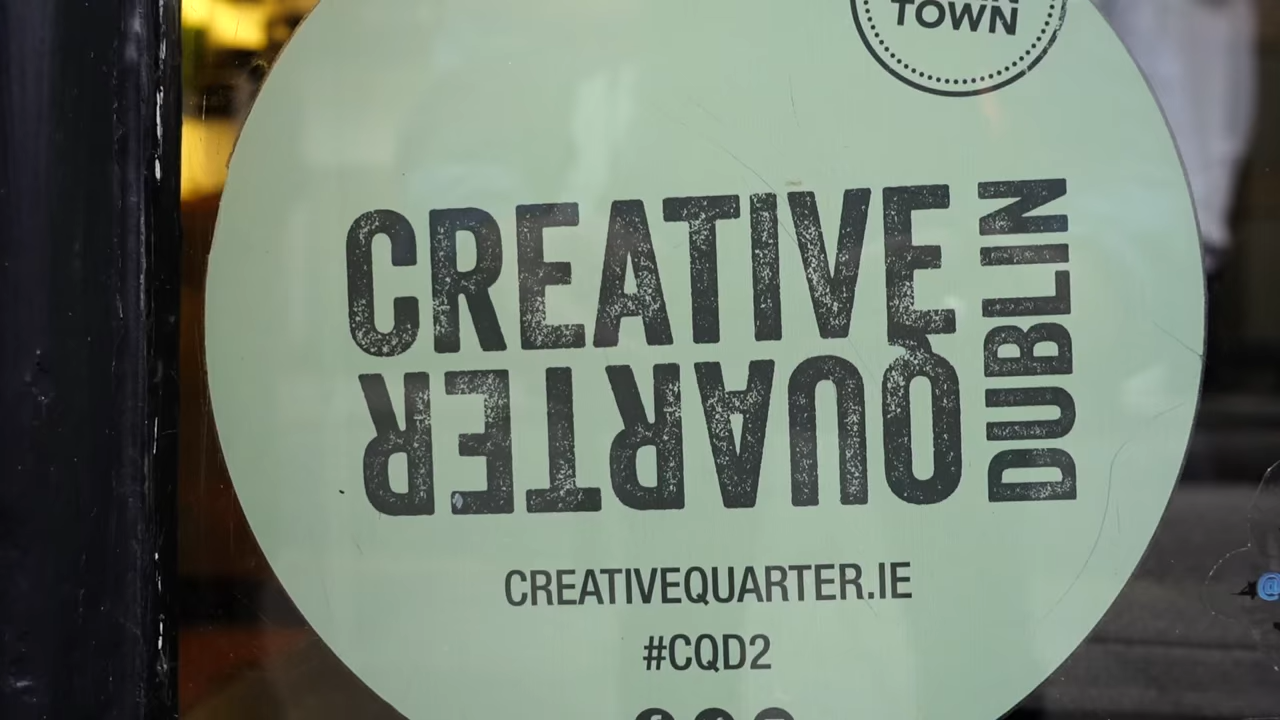 TOWN
CREATIVE
QUARTER
DUBLIN
CREATIVEQUARTER.IE
#CQD2
@